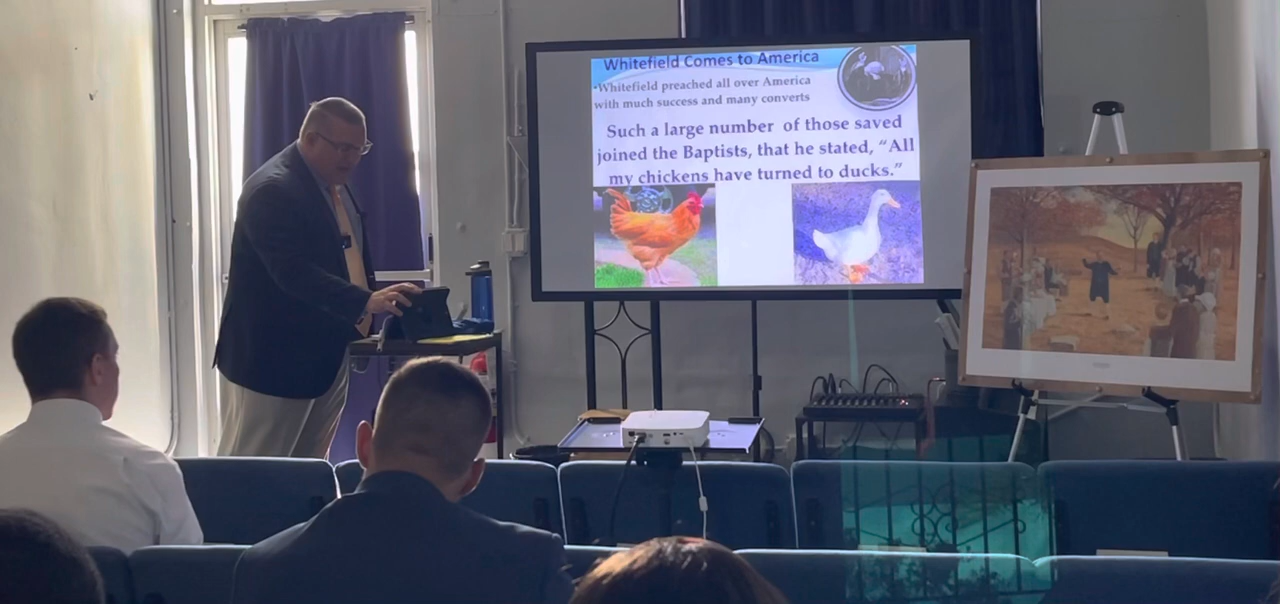 Whitefield Comes to America
•Whitefield preached all over America
with much success and many converts
Such a large number of those saved
joined the Baptists, that he stated, “All
my chickens have turned to ducks.”